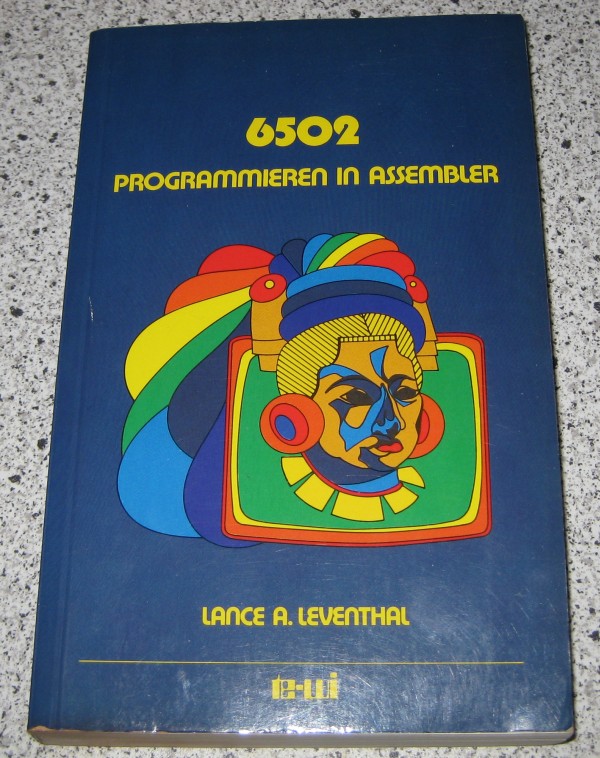 6502
PROGRAMMIEREN IN ASSEMBLER
LANCE A. LEVENTHAL
te-wi